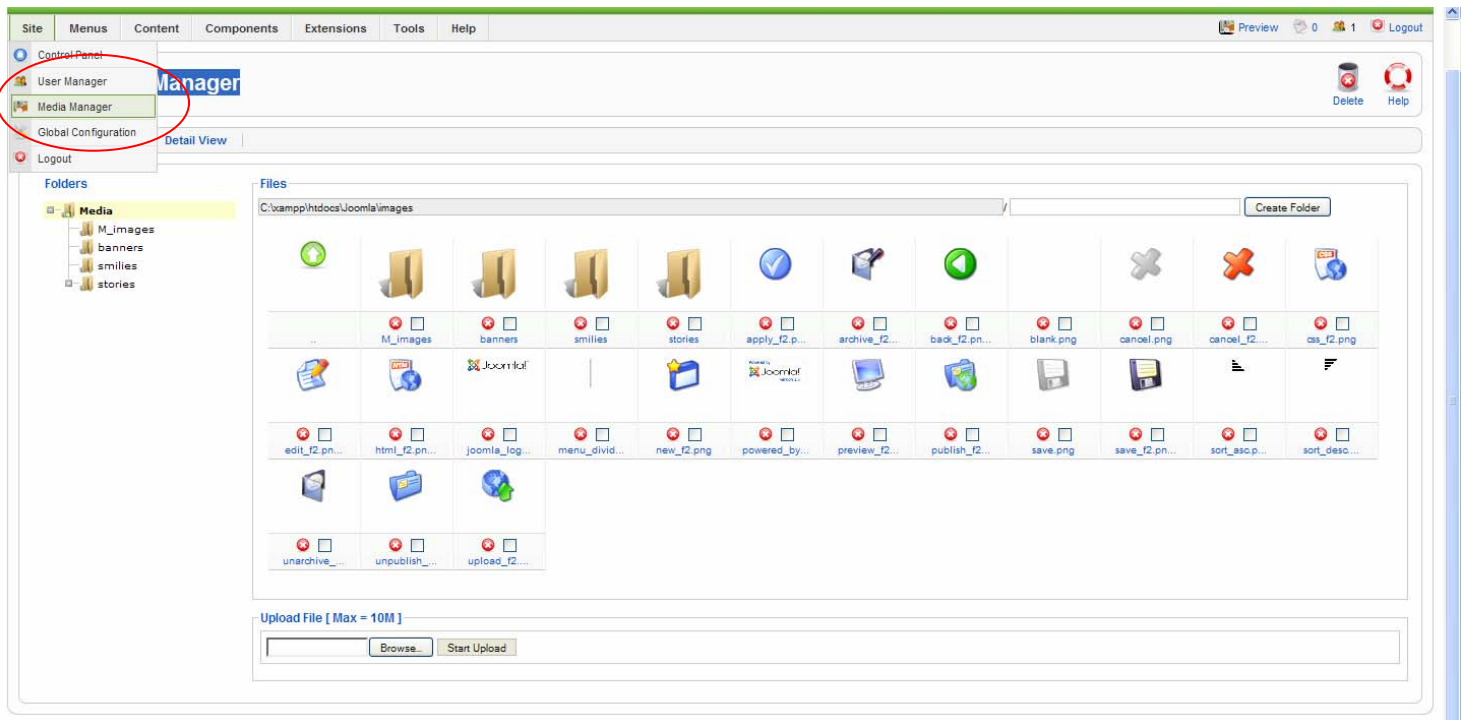 Site Menus Content Components Extensions Tools Help Preview 0 1 Logout
Control Panel
User Manager
Manager
Media Manager
Delete Help
Global Configuration
Detail View
Logout
Folders
Media
M_images
banners
smilies
stories
Files
C:\xampp\htdocs\Joomla\images / Create Folder
.. M_images banners smilies stories apply_f2.p... archive_f2... back_f2.pn... blank.png cancel.png cancel_f2.... css_f2.png
Joomla! Joomla!
edit_f2.pn... html_f2.pn... joomla_log... menu_divid... new_f2.png powered_by... preview_f2... publish_f2... save.png save_f2.pn... sort_asc.p... sort_desc....
unarchive_... unpublish_... upload_f2....
Upload File [ Max = 10M ]
Browse... Start Upload